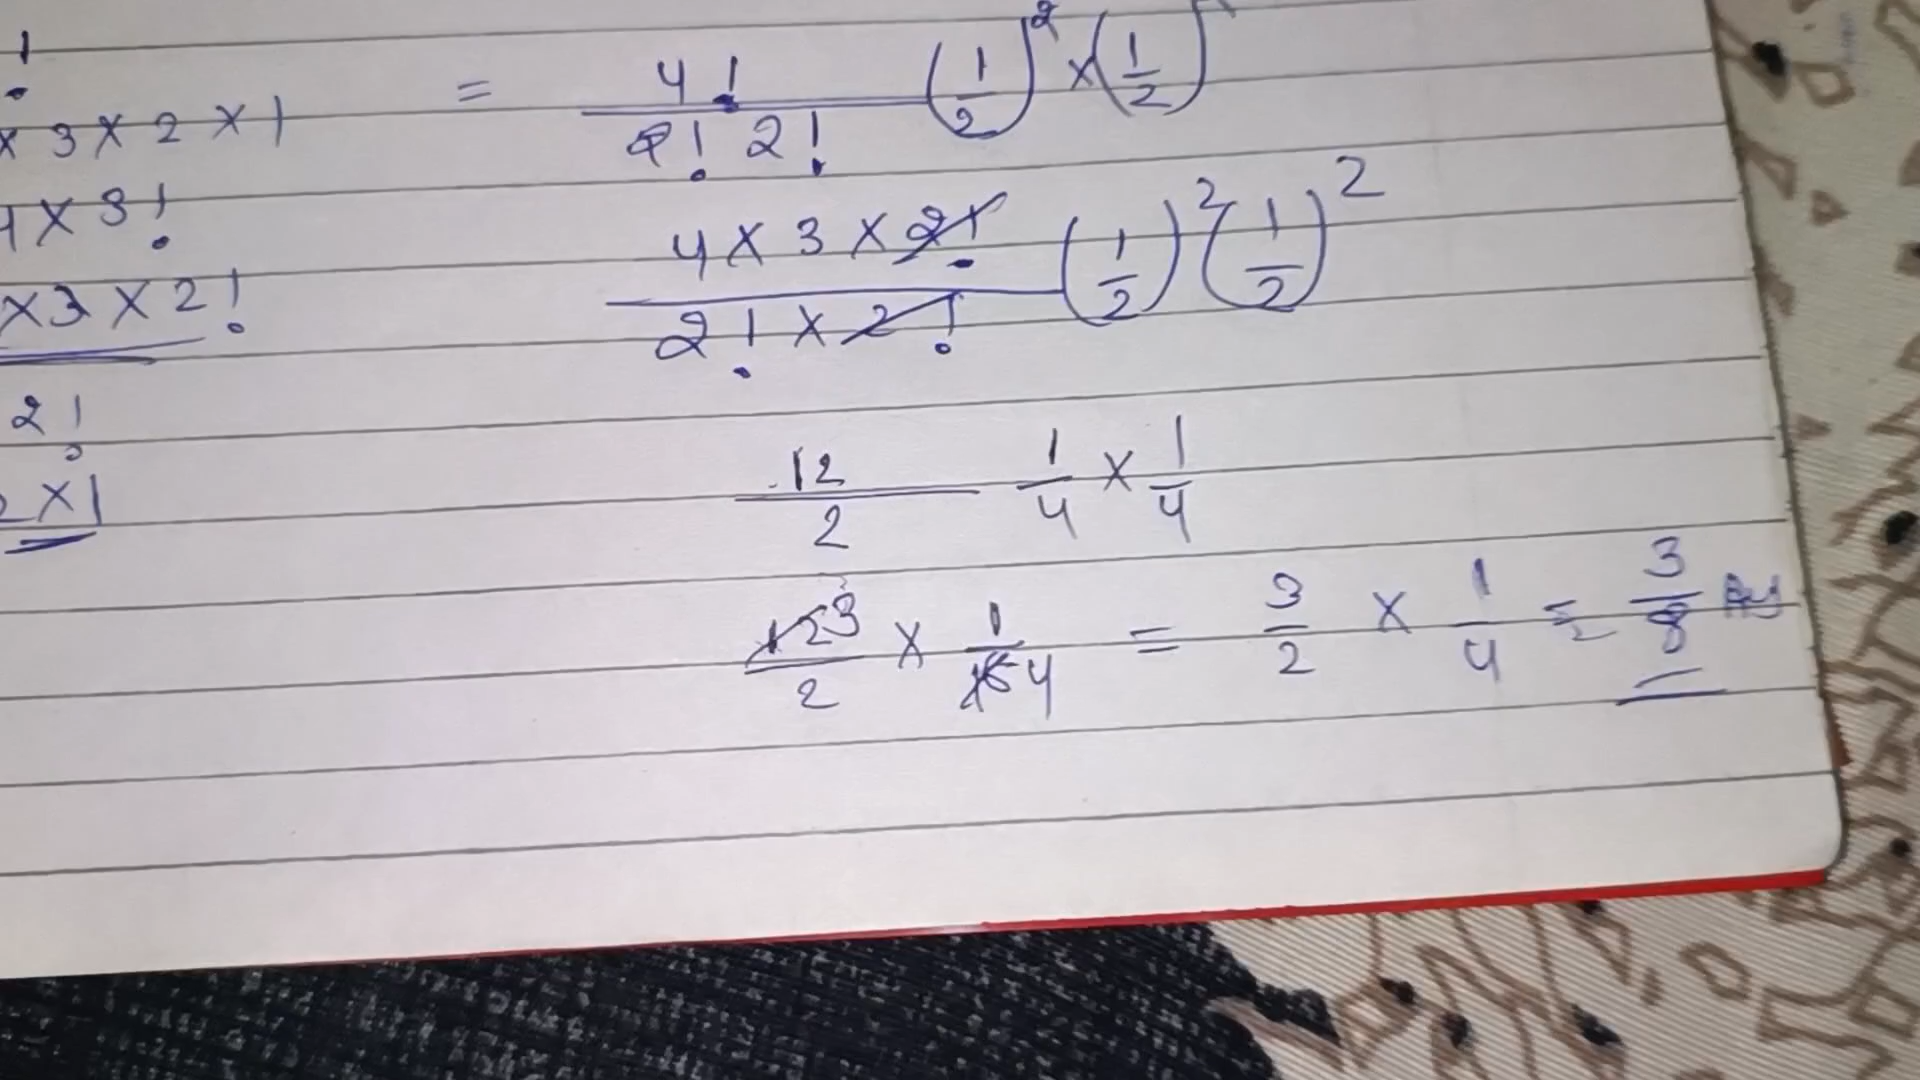 !
× 3 × 2 × 1
4 × 3!
× 3 × 2!
2!
2 × 1
= 4! / 2! 2! (1/2)^2 × (1/2)
4 × 3 × 2! / 2! × 2! (1/2)^2 (1/2)^2
12/2 1/4 × 1/4
12 3/2 × 1/16 4 = 3/2 × 1/4 = 3/8